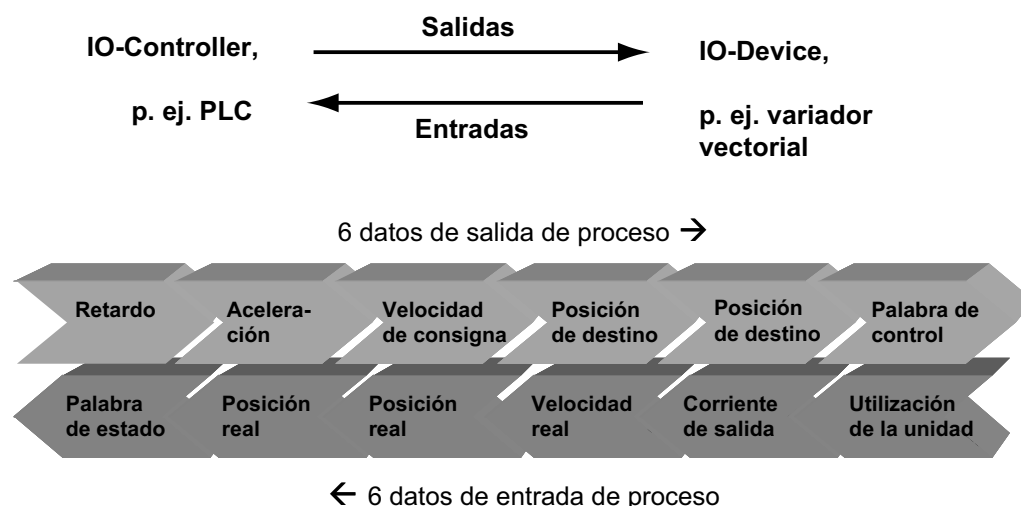 Salidas
IO-Controller,
IO-Device,
p. ej. PLC
Entradas
p. ej. variador
vectorial
6 datos de salida de proceso →
Retardo
Acelera-
ción
Velocidad
de consigna
Posición
de destino
Posición
de destino
Palabra de
control
Palabra
de estado
Posición
real
Posición
real
Velocidad
real
Corriente
de salida
Utilización
de la unidad
← 6 datos de entrada de proceso